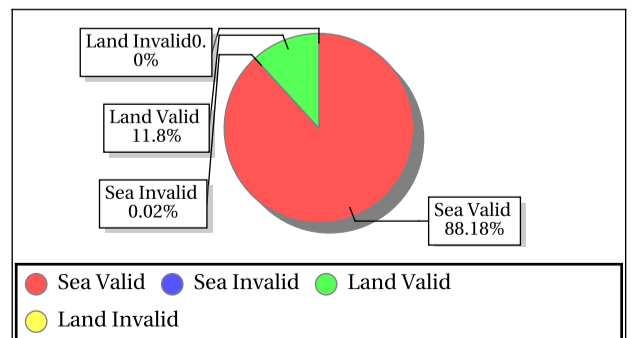 Land Invalid0.
0%
Land Valid
11.8%
Sea Invalid
0.02%
Sea Valid
88.18%
Sea Valid Sea Invalid Land Valid
Land Invalid